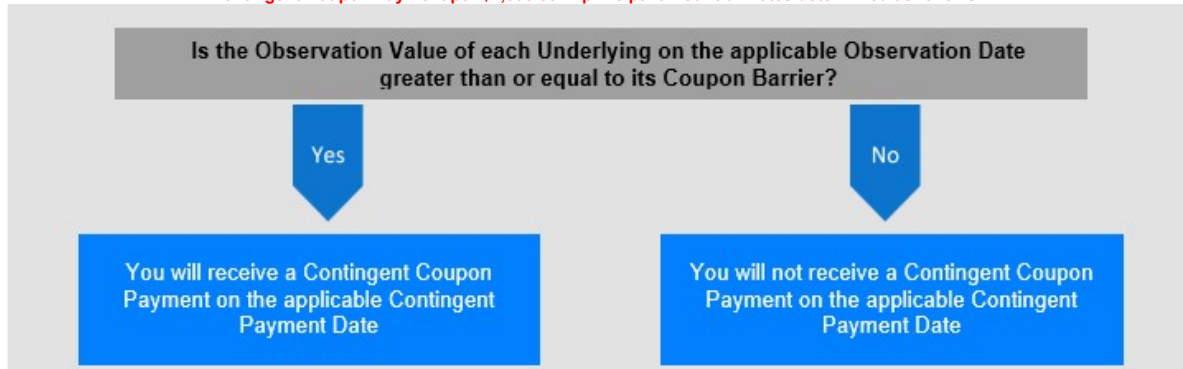 Is the Observation Value of each Underlying on the applicable Observation Date
greater than or equal to its Coupon Barrier?
Yes
No
You will receive a Contingent Coupon
Payment on the applicable Contingent
Payment Date
You will not receive a Contingent Coupon
Payment on the applicable Contingent
Payment Date